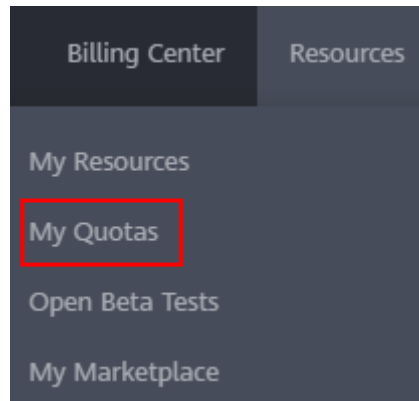 Billing Center Resources
My Resources
My Quotas
Open Beta Tests
My Marketplace